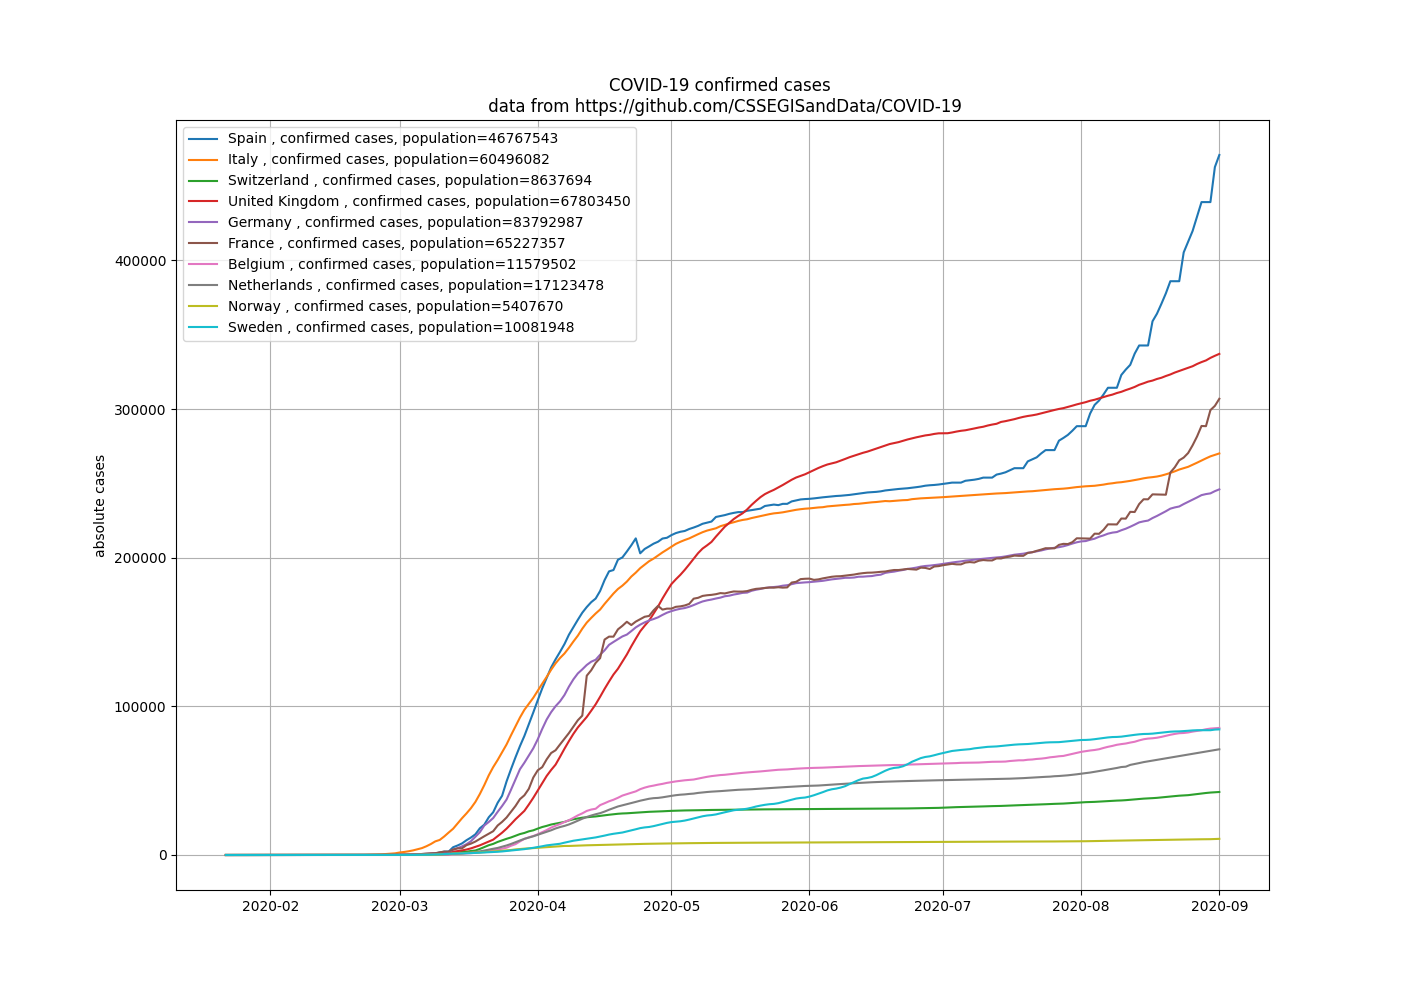 COVID-19 confirmed cases
data from https://github.com/CSSEGISandData/COVID-19
Spain , confirmed cases, population=46767543
Italy , confirmed cases, population=60496082
Switzerland , confirmed cases, population=8637694
United Kingdom , confirmed cases, population=67803450
Germany , confirmed cases, population=83792987
France , confirmed cases, population=65227357
Belgium , confirmed cases, population=11579502
Netherlands , confirmed cases, population=17123478
Norway , confirmed cases, population=5407670
Sweden , confirmed cases, population=10081948
absolute cases
400000
300000
200000
100000
0
2020-02 2020-03 2020-04 2020-05 2020-06 2020-07 2020-08 2020-09